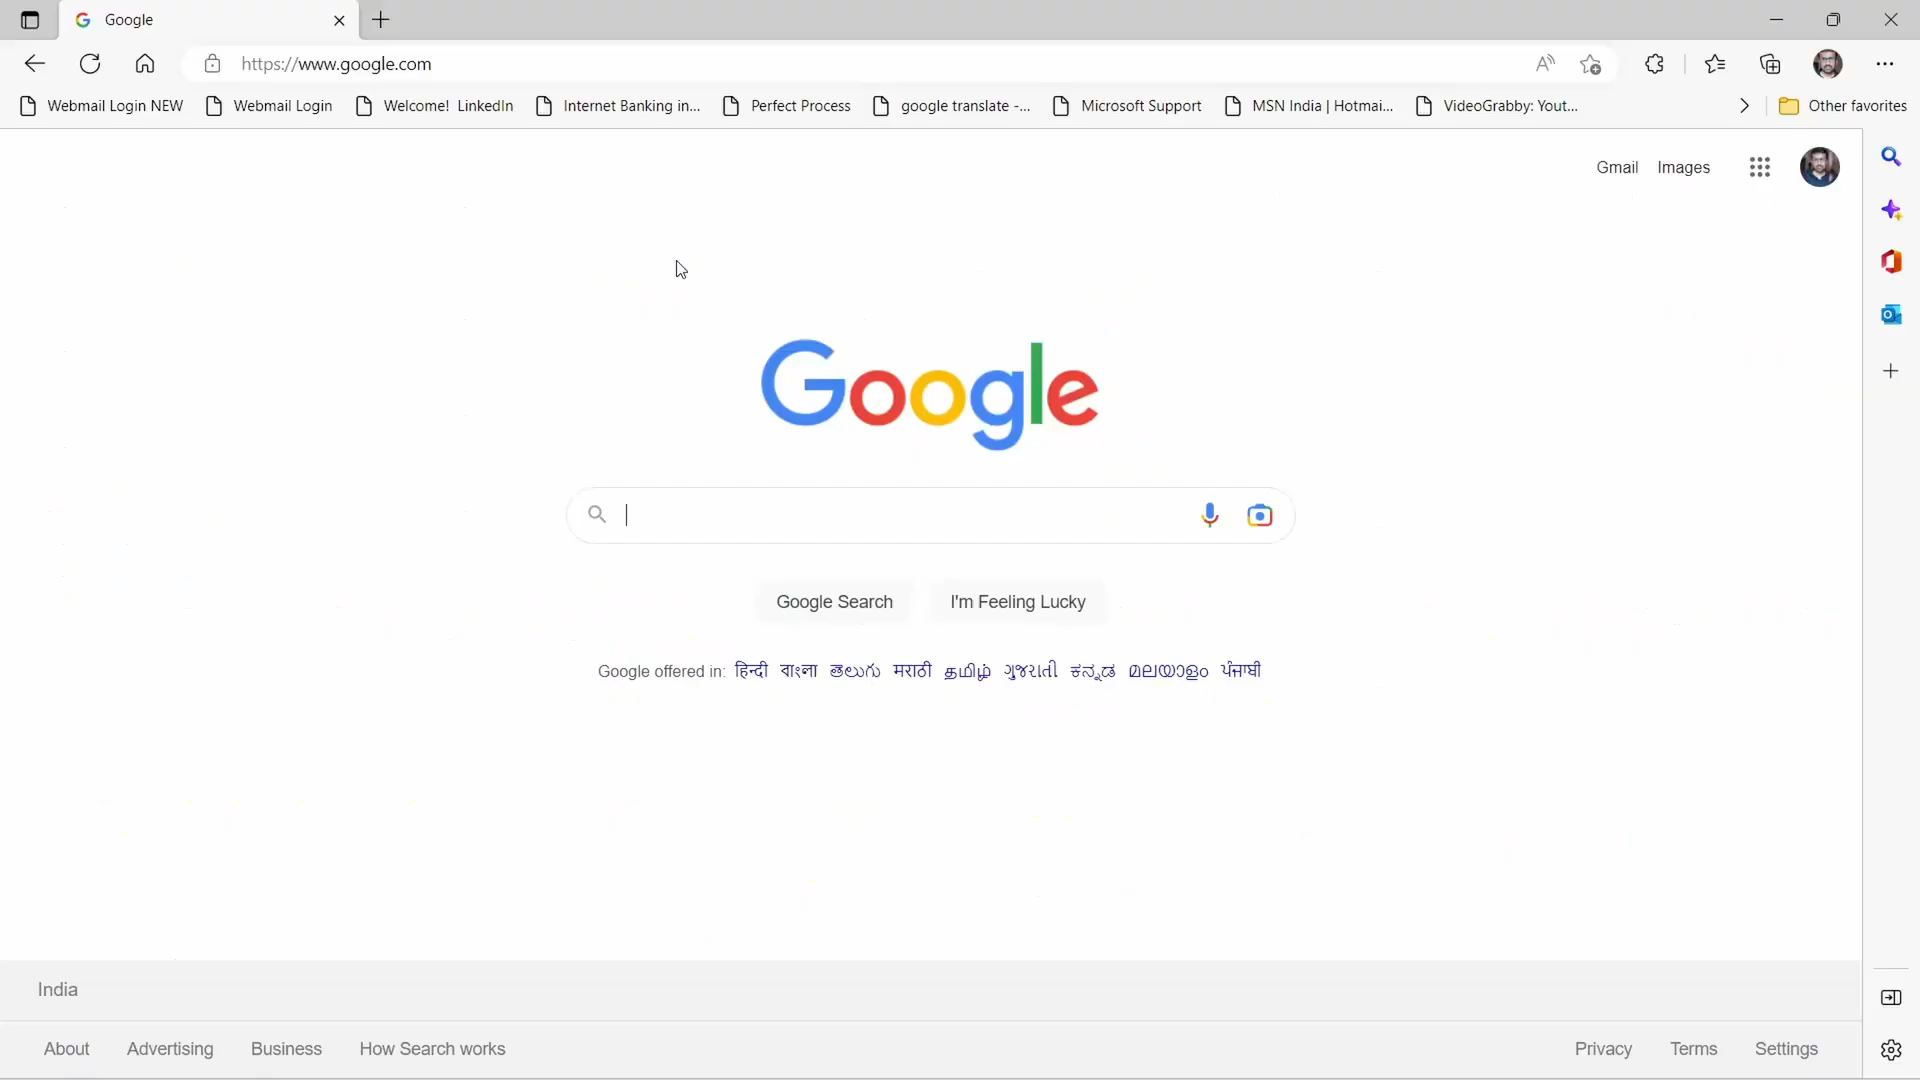 Google
https://www.google.com
Webmail Login NEW
Webmail Login
Welcome! LinkedIn
Internet Banking in...
Perfect Process
google translate -...
Microsoft Support
MSN India | Hotmai...
VideoGrabby: Yout...
Other favorites
Gmail
Images
Google
Google Search
I'm Feeling Lucky
Google offered in: हिन्दी বাংলা తెలుగు मराठी தமிழ் ગુજરાતી ಕನ್ನಡ മലയാളം ਪੰਜਾਬੀ
India
About
Advertising
Business
How Search works
Privacy
Terms
Settings